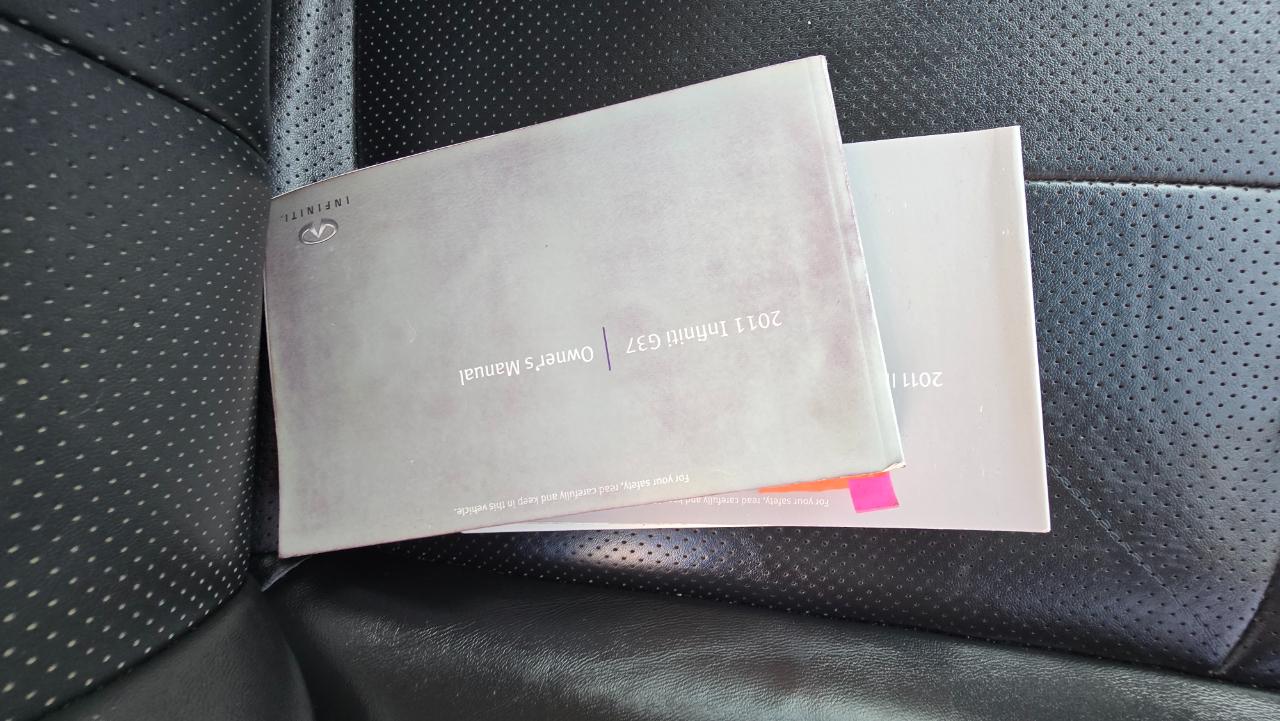 For your safety, read carefully and keep in this vehicle.
2011 Infiniti G37 | Owner's Manual
INFINITI
For your safety, read carefully and
2011 I